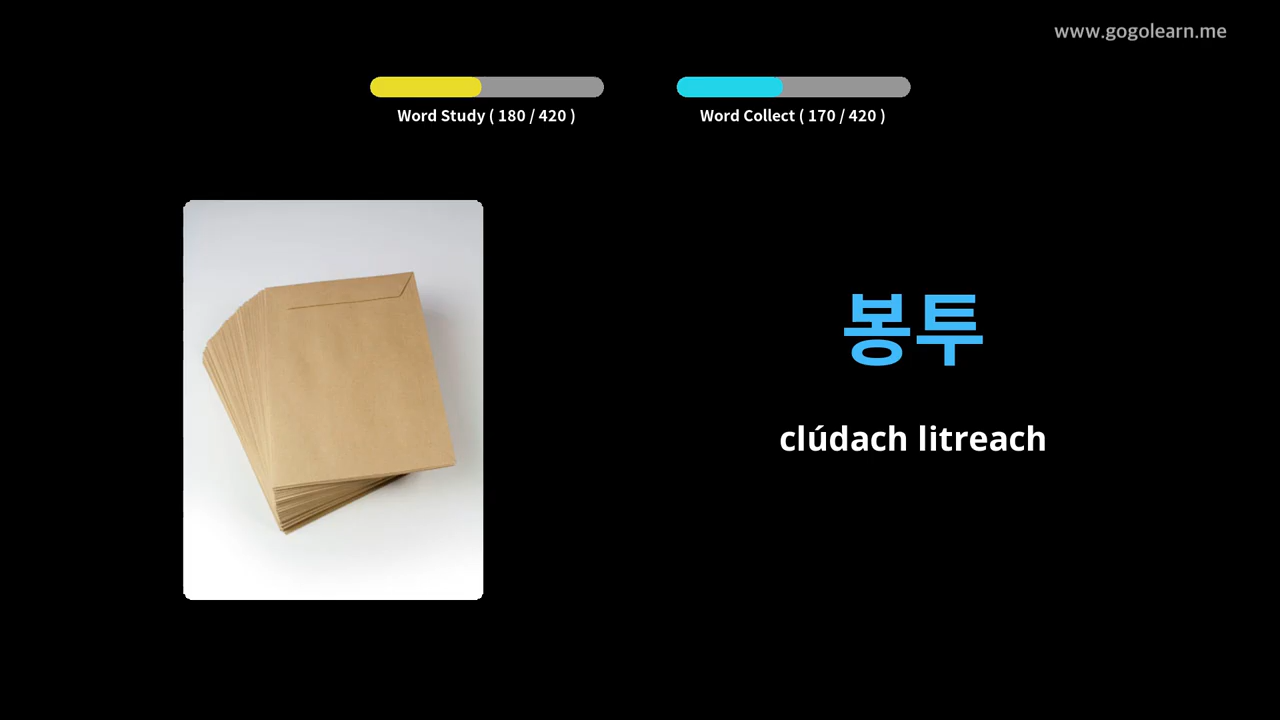 www.gogolearn.me
Word Study ( 180 / 420 )
Word Collect ( 170 / 420 )
봉투
clúdach litreach